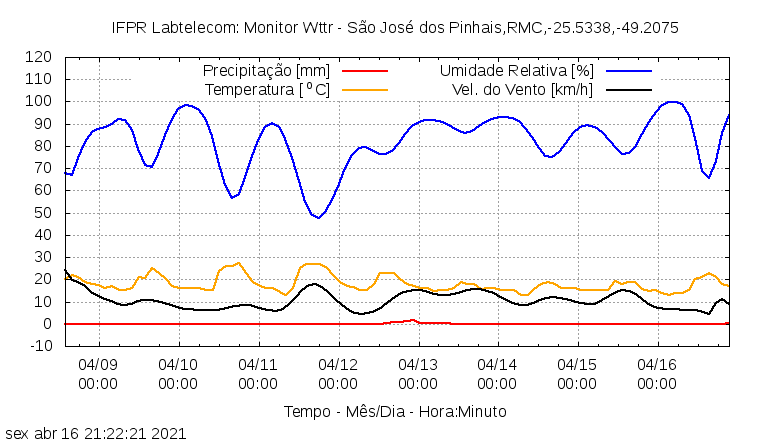 IFPR Labtelecom: Monitor Wttr - São José dos Pinhais,RMC,-25.5338,-49.2075
120
110
100
90
80
70
60
50
40
30
20
10
0
-10
Precipitação [mm] Umidade Relativa [%]
Temperatura [⁰C] Vel. do Vento [km/h]
04/09 04/10 04/11 04/12 04/13 04/14 04/15 04/16
00:00 00:00 00:00 00:00 00:00 00:00 00:00 00:00
Tempo - Mês/Dia - Hora:Minuto
sex abr 16 21:22:21 2021